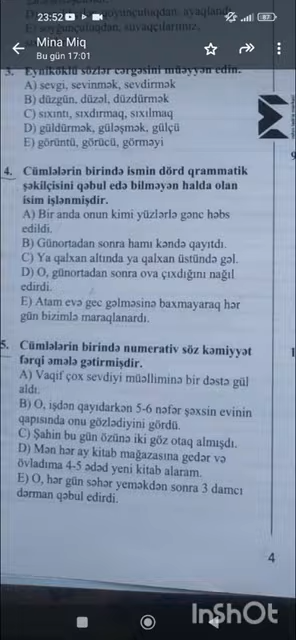 23:52
87
Mina Miq
Bu gün 17:01
3. Eyniköklü sözlər cərgəsini müəyyən edin.
A) sevgi, sevinmək, sevdirmək
B) düzgün, düzəl, düzdürmək
C) sıxıntı, sıxdırmaq, sıxılmaq
D) güldürmək, güləşmək, gülçü
E) görüntü, görücü, görməyi
4. Cümlələrin birində ismin dörd qrammatik
şəkilçisini qəbul edə bilməyən halda olan
isim işlənmişdir.
A) Bir anda onun kimi yüzlərlə gənc həbs
edildi.
B) Günortadan sonra hamı kəndə qayıtdı.
C) Ya qalxan altında ya qalxan üstündə gəl.
D) O, günortadan sonra ova çıxdığını nağıl
edirdi.
E) Atam evə gec gəlməsinə baxmayaraq hər
gün bizimlə maraqlanardı.
5. Cümlələrin birində numerativ söz kəmiyyət
fərqi əmələ gətirmişdir.
A) Vaqif çox sevdiyi müəlliminə bir dəstə gül
aldı.
B) O, işdən qayıdarkən 5-6 nəfər şəxsin evinin
qapısında onu gözlədiyini gördü.
C) Şahin bu gün özünə iki göz otaq almışdı.
D) Mən hər ay kitab mağazasına gedər və
övladıma 4-5 ədəd yeni kitab alaram.
E) O, hər gün səhər yeməkdən sonra 3 damcı
dərman qəbul edirdi.
4
InShOt